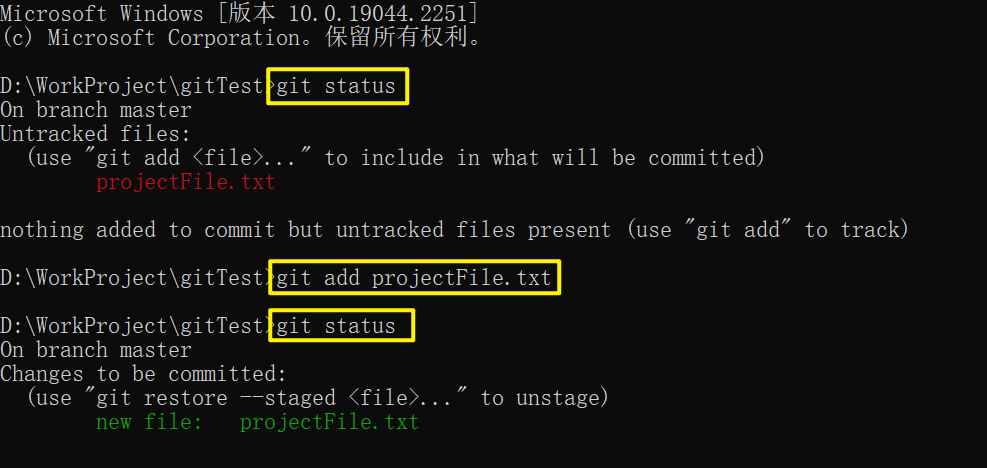 Microsoft Windows [版本 10.0.19044.2251]
(c) Microsoft Corporation。保留所有权利。
D:\WorkProject\gitTest>git status
On branch master
Untracked files:
(use "git add <file>..." to include in what will be committed)
projectFile.txt
nothing added to commit but untracked files present (use "git add" to track)
D:\WorkProject\gitTest>git add projectFile.txt
D:\WorkProject\gitTest>git status
On branch master
Changes to be committed:
(use "git restore --staged <file>..." to unstage)
new file:   projectFile.txt